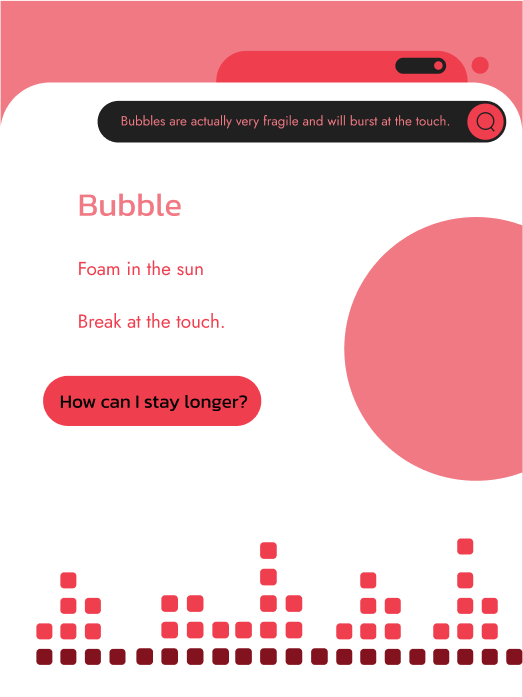 Bubbles are actually very fragile and will burst at the touch.
Bubble
Foam in the sun
Break at the touch.
How can I stay longer?